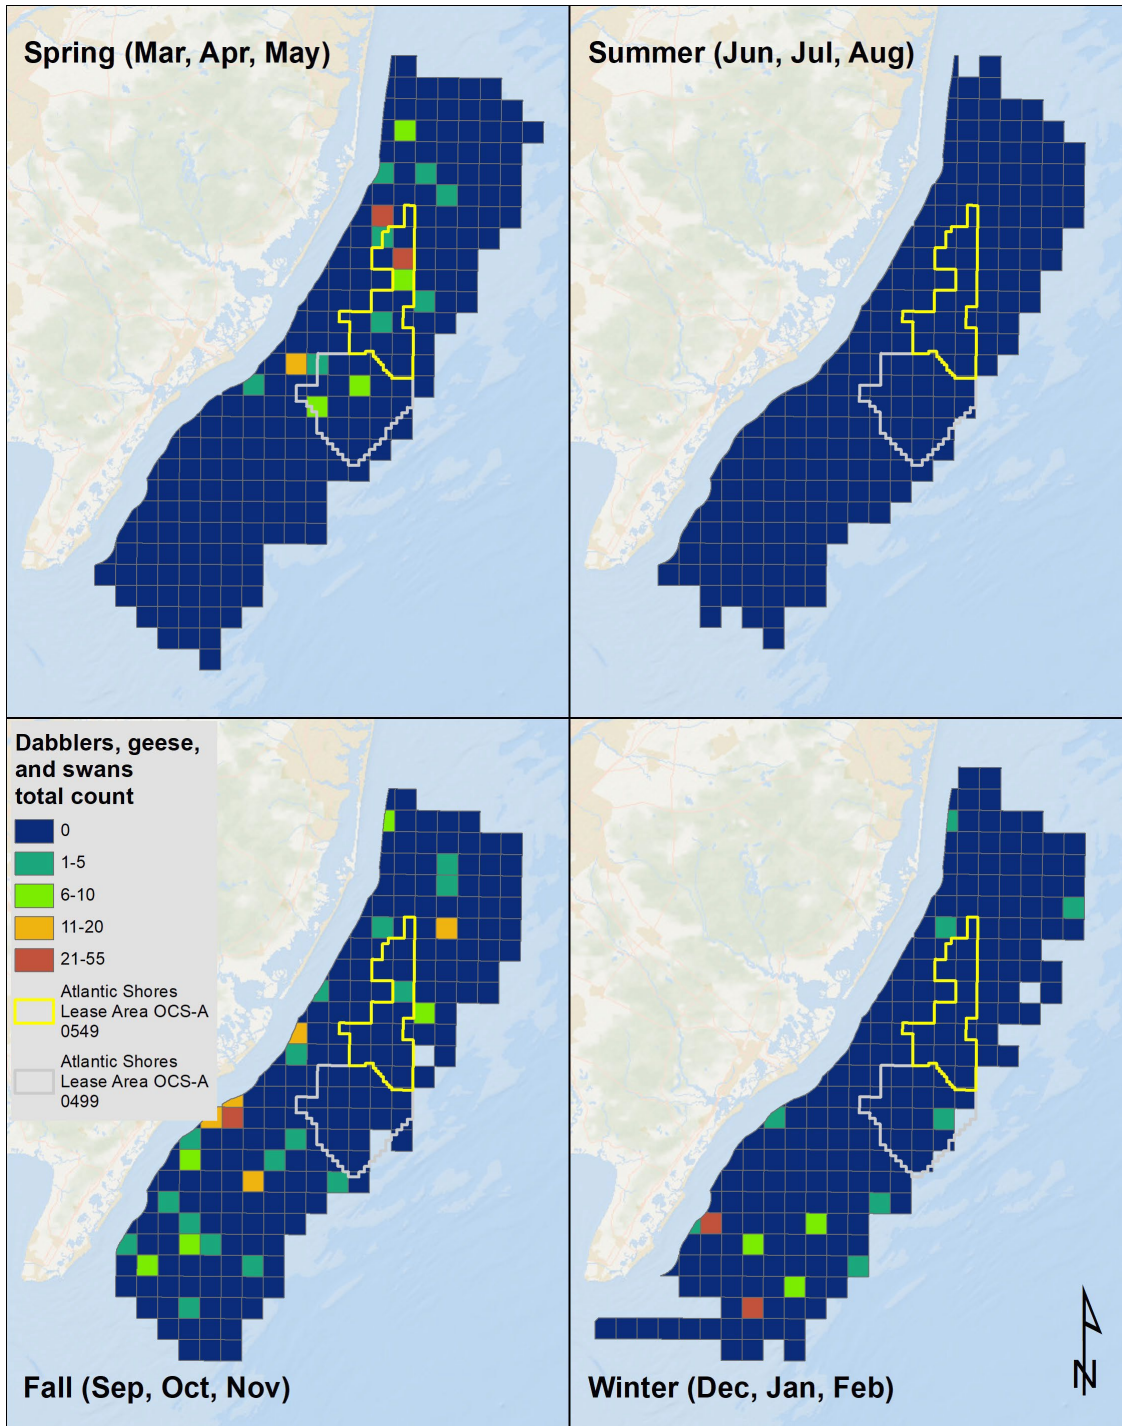 Spring (Mar, Apr, May)
Summer (Jun, Jul, Aug)
Dabblers, geese,
and swans
total count
0
1-5
6-10
11-20
21-55
Atlantic Shores
Lease Area OCS-A
0549
Atlantic Shores
Lease Area OCS-A
0499
Fall (Sep, Oct, Nov)
Winter (Dec, Jan, Feb)
N